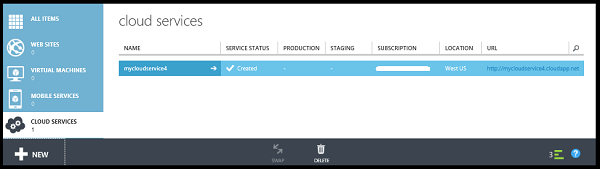 ALL ITEMS
WEB SITES
0
VIRTUAL MACHINES
0
MOBILE SERVICES
0
CLOUD SERVICES
1
cloud services
NAME SERVICE STATUS PRODUCTION STAGING SUBSCRIPTION LOCATION URL
mycloudservice4 → ✓ Created - - West US http://mycloudservice4.cloudapp.net
+ NEW SWAP DELETE 3 ?